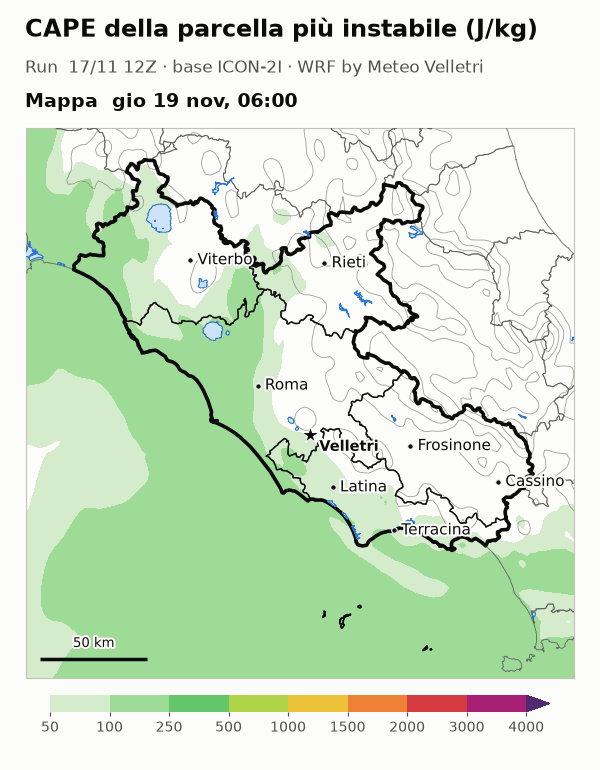 CAPE della parcella più instabile (J/kg)
Run  17/11 12Z · base ICON-2I · WRF by Meteo Velletri
Mappa  gio 19 nov, 06:00
Viterbo
Rieti
Roma
Velletri
Frosinone
Cassino
Latina
Terracina
50 km
50 100 250 500 1000 1500 2000 3000 4000